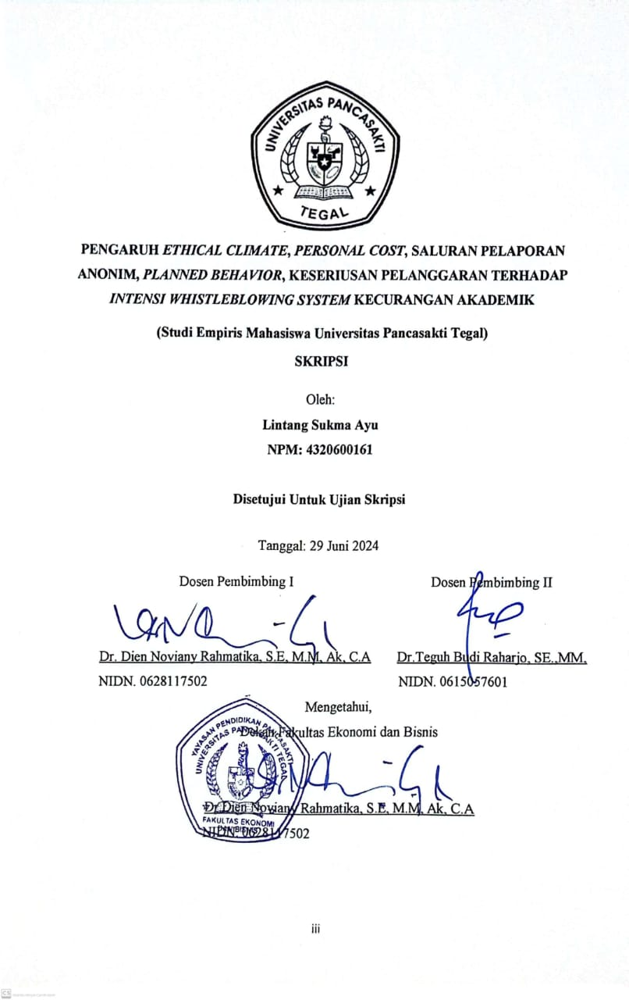 UNIVERSITAS PANCASAKTI
TEGAL
PENGARUH ETHICAL CLIMATE, PERSONAL COST, SALURAN PELAPORAN
ANONIM, PLANNED BEHAVIOR, KESERIUSAN PELANGGARAN TERHADAP
INTENSI WHISTLEBLOWING SYSTEM KECURANGAN AKADEMIK
(Studi Empiris Mahasiswa Universitas Pancasakti Tegal)
SKRIPSI
Oleh:
Lintang Sukma Ayu
NPM: 4320600161
Disetujui Untuk Ujian Skripsi
Tanggal: 29 Juni 2024
Dosen Pembimbing I
Dosen Pembimbing II
Dr. Dien Noviany Rahmatika, S.E, M.M, Ak, C.A
Dr.Teguh Budi Raharjo, SE.,MM,
NIDN. 0628117502
NIDN. 0615057601
Mengetahui,
Dekan Fakultas Ekonomi dan Bisnis
YAYASAN PENDIDIKAN PANCASAKTI
UNIVERSITAS PANCASAKTI TEGAL
Dr Dien Noviany Rahmatika, S.E, M.M, Ak, C.A
FAKULTAS EKONOMI
DAN BISNIS
NIDN. 0628117502
iii
CS